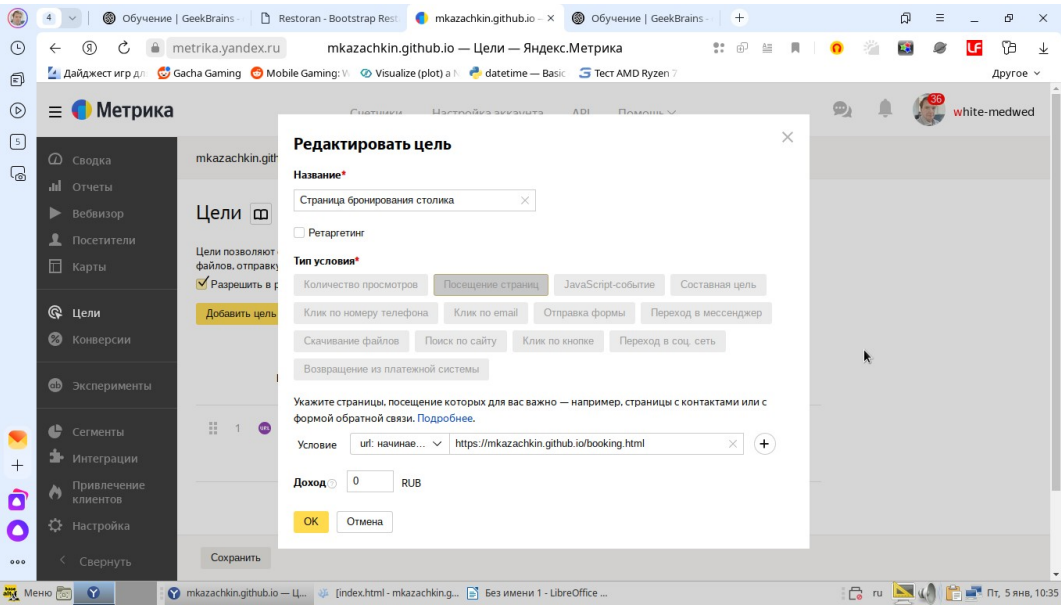 4
Обучение | GeekBrains -
Restoran - Bootstrap Rest
mkazachkin.github.io -
Обучение | GeekBrains -
metrika.yandex.ru
mkazachkin.github.io — Цели — Яндекс.Метрика
Дайджест игр дл
Gacha Gaming
Mobile Gaming:
Visualize (plot) a
datetime — Basic
Тест AMD Ryzen 7
Другое
Метрика
Счетчики
Настройка аккаунта
API
Помощь
36
white-medwed
5
Сводка
Отчеты
Вебвизор
Посетители
Карты
Цели
Конверсии
Эксперименты
Сегменты
Интеграции
Привлечение
клиентов
Настройка
Свернуть
mkazachkin.gith
Цели
Цели позволяют
файлов, отправку
Разрешить в р
Добавить цель
1
URL
Сохранить
Редактировать цель
Название*
Страница бронирования столика
Ретаргетинг
Тип условия*
Количество просмотров Посещение страниц JavaScript-событие Составная цель
Клик по номеру телефона Клик по email Отправка формы Переход в мессенджер
Скачивание файлов Поиск по сайту Клик по кнопке Переход в соц. сеть
Возвращение из платежной системы
Укажите страницы, посещение которых для вас важно — например, страницы с контактами или с
формой обратной связи. Подробнее.
Условие url: начинае... https://mkazachkin.github.io/booking.html
Доход 0 RUB
OK Отмена
Меню
mkazachkin.github.io — Ц...
[index.html - mkazachkin.g...
Без имени 1 - LibreOffice ...
ru
Пт, 5 янв, 10:35